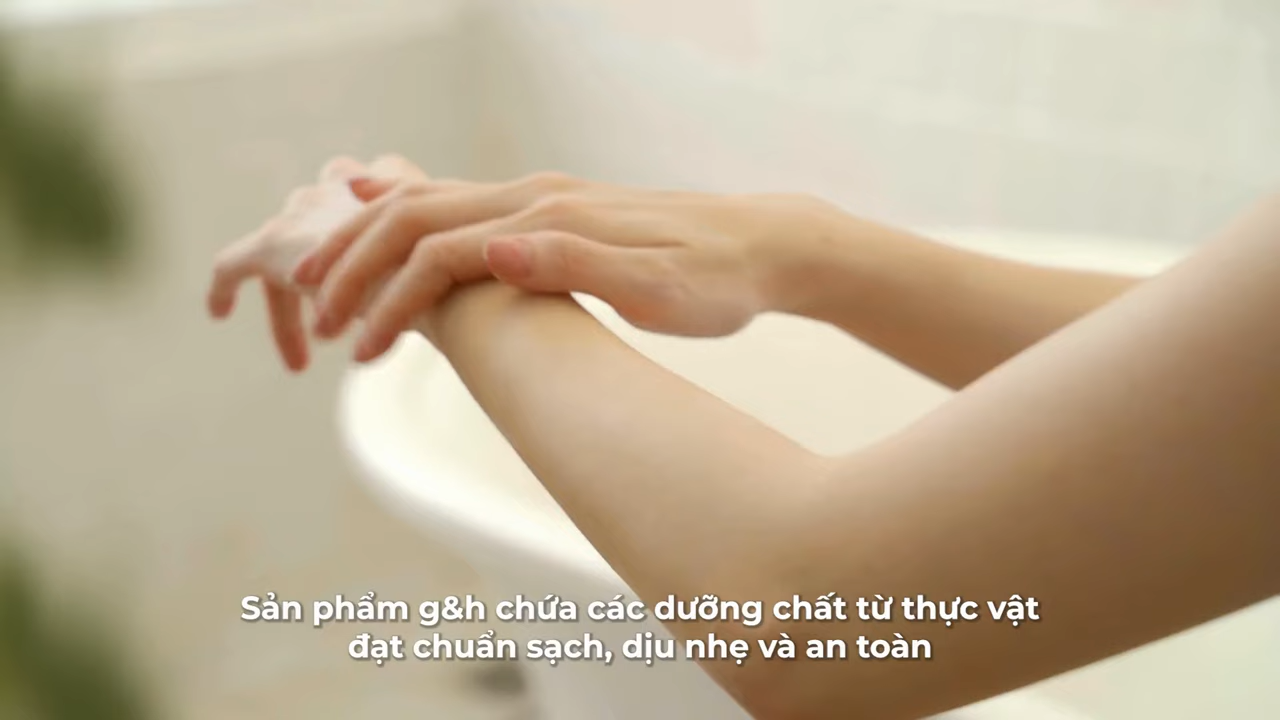 Sản phẩm g&h chứa các dưỡng chất từ thực vật
đạt chuẩn sạch, dịu nhẹ và an toàn